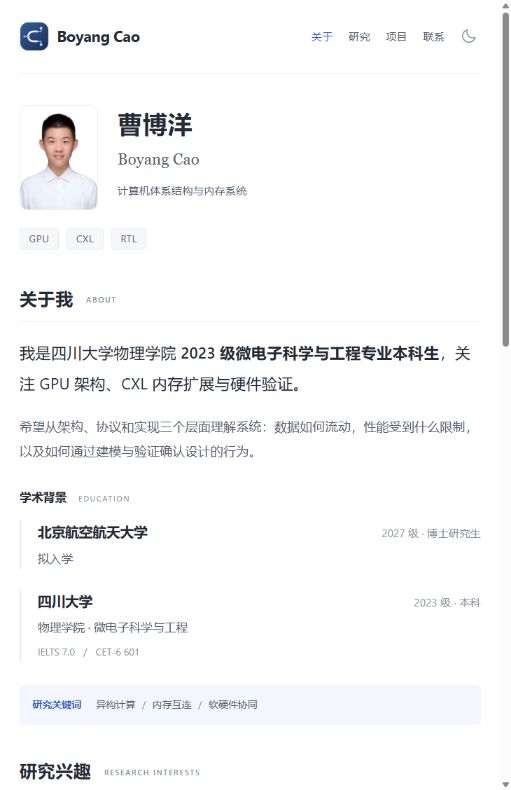 Boyang Cao
关于 研究 项目 联系
曹博洋
Boyang Cao
计算机体系结构与内存系统
GPU CXL RTL
关于我 ABOUT
我是四川大学物理学院 2023 级微电子科学与工程专业本科生，关
注 GPU 架构、CXL 内存扩展与硬件验证。
希望从架构、协议和实现三个层面理解系统：数据如何流动，性能受到什么限制，
以及如何通过建模与验证确认设计的行为。
学术背景 EDUCATION
北京航空航天大学 2027 级 · 博士研究生
拟入学
四川大学 2023 级 · 本科
物理学院 · 微电子科学与工程
IELTS 7.0 / CET-6 601
研究关键词 异构计算 / 内存互连 / 软硬件协同
研究兴趣 RESEARCH INTERESTS